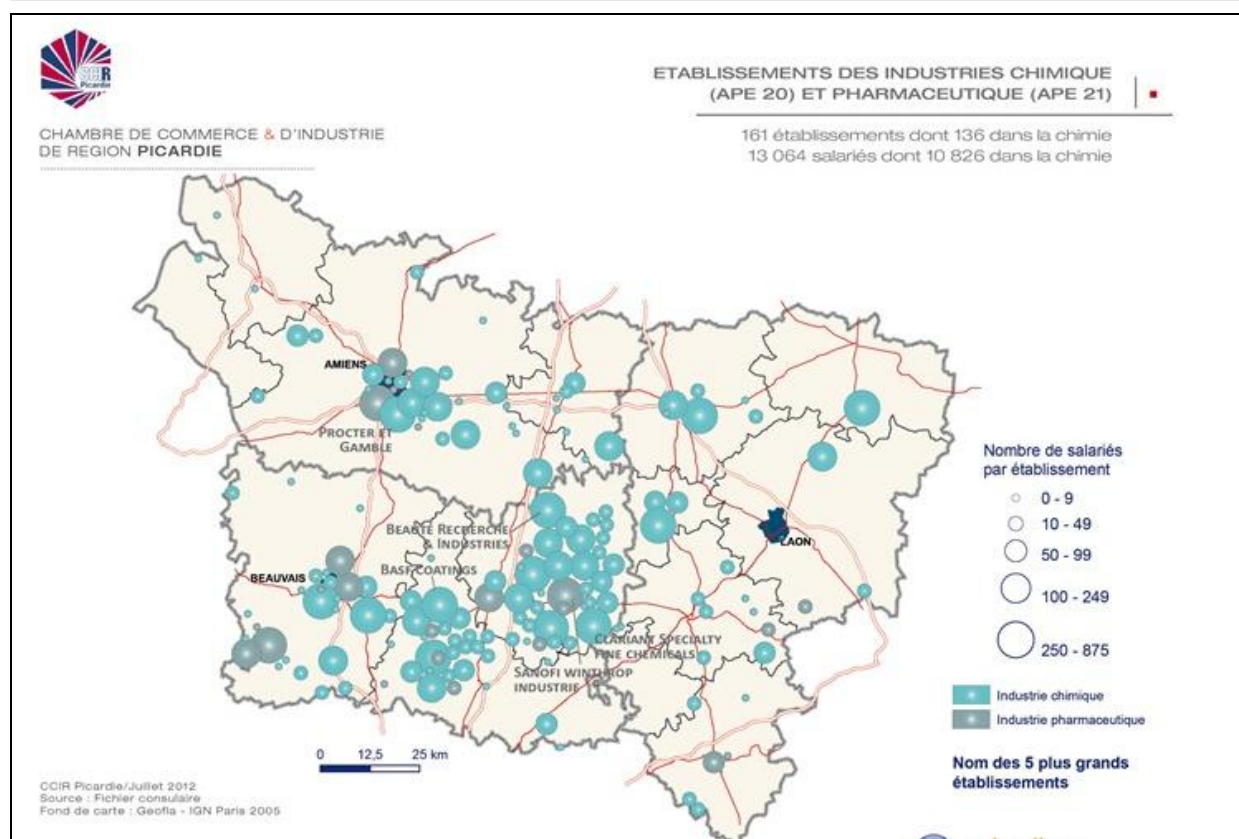 CCIR
Picardie
CHAMBRE DE COMMERCE & D'INDUSTRIE
DE REGION PICARDIE
ETABLISSEMENTS DES INDUSTRIES CHIMIQUE
(APE 20) ET PHARMACEUTIQUE (APE 21)
161 établissements dont 136 dans la chimie
13 064 salariés dont 10 826 dans la chimie
AMIENS
PROCTER ET
GAMBLE
BEAUTÉ RECHERCHE
& INDUSTRIES
BASF COATINGS
BEAUVAIS
LAON
CLARIANT SPECIALTY
FINE CHEMICALS
SANOFI WINTHROP
INDUSTRIE
Nombre de salariés
par établissement
0 - 9
10 - 49
50 - 99
100 - 249
250 - 875
Industrie chimique
Industrie pharmaceutique
Nom des 5 plus grands
établissements
0 12,5 25 km
CCIR Picardie/Juillet 2012
Source : Fichier consulaire
Fond de carte : Geofla - IGN Paris 2005